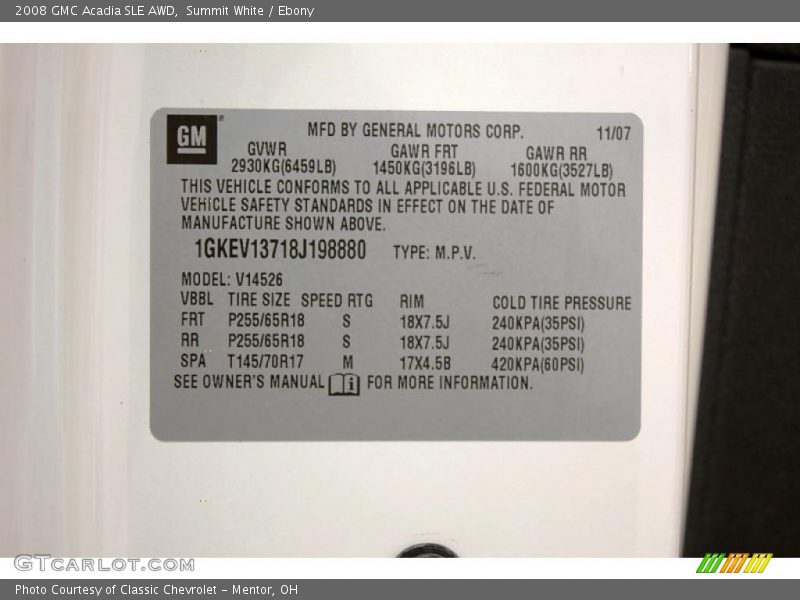 2008 GMC Acadia SLE AWD,  Summit White / Ebony
GM
MFD BY GENERAL MOTORS CORP. 11/07
GVWR GAWR FRT GAWR RR
2930KG(6459LB) 1450KG(3196LB) 1600KG(3527LB)
THIS VEHICLE CONFORMS TO ALL APPLICABLE U.S. FEDERAL MOTOR
VEHICLE SAFETY STANDARDS IN EFFECT ON THE DATE OF
MANUFACTURE SHOWN ABOVE.
1GKEV13718J198880 TYPE: M.P.V.
MODEL: V14526
VBBL TIRE SIZE SPEED RTG RIM COLD TIRE PRESSURE
FRT P255/65R18 S 18X7.5J 240KPA(35PSI)
RR P255/65R18 S 18X7.5J 240KPA(35PSI)
SPA T145/70R17 M 17X4.5B 420KPA(60PSI)
SEE OWNER'S MANUAL i FOR MORE INFORMATION.
GTCARLOT.COM
Photo Courtesy of Classic Chevrolet - Mentor, OH